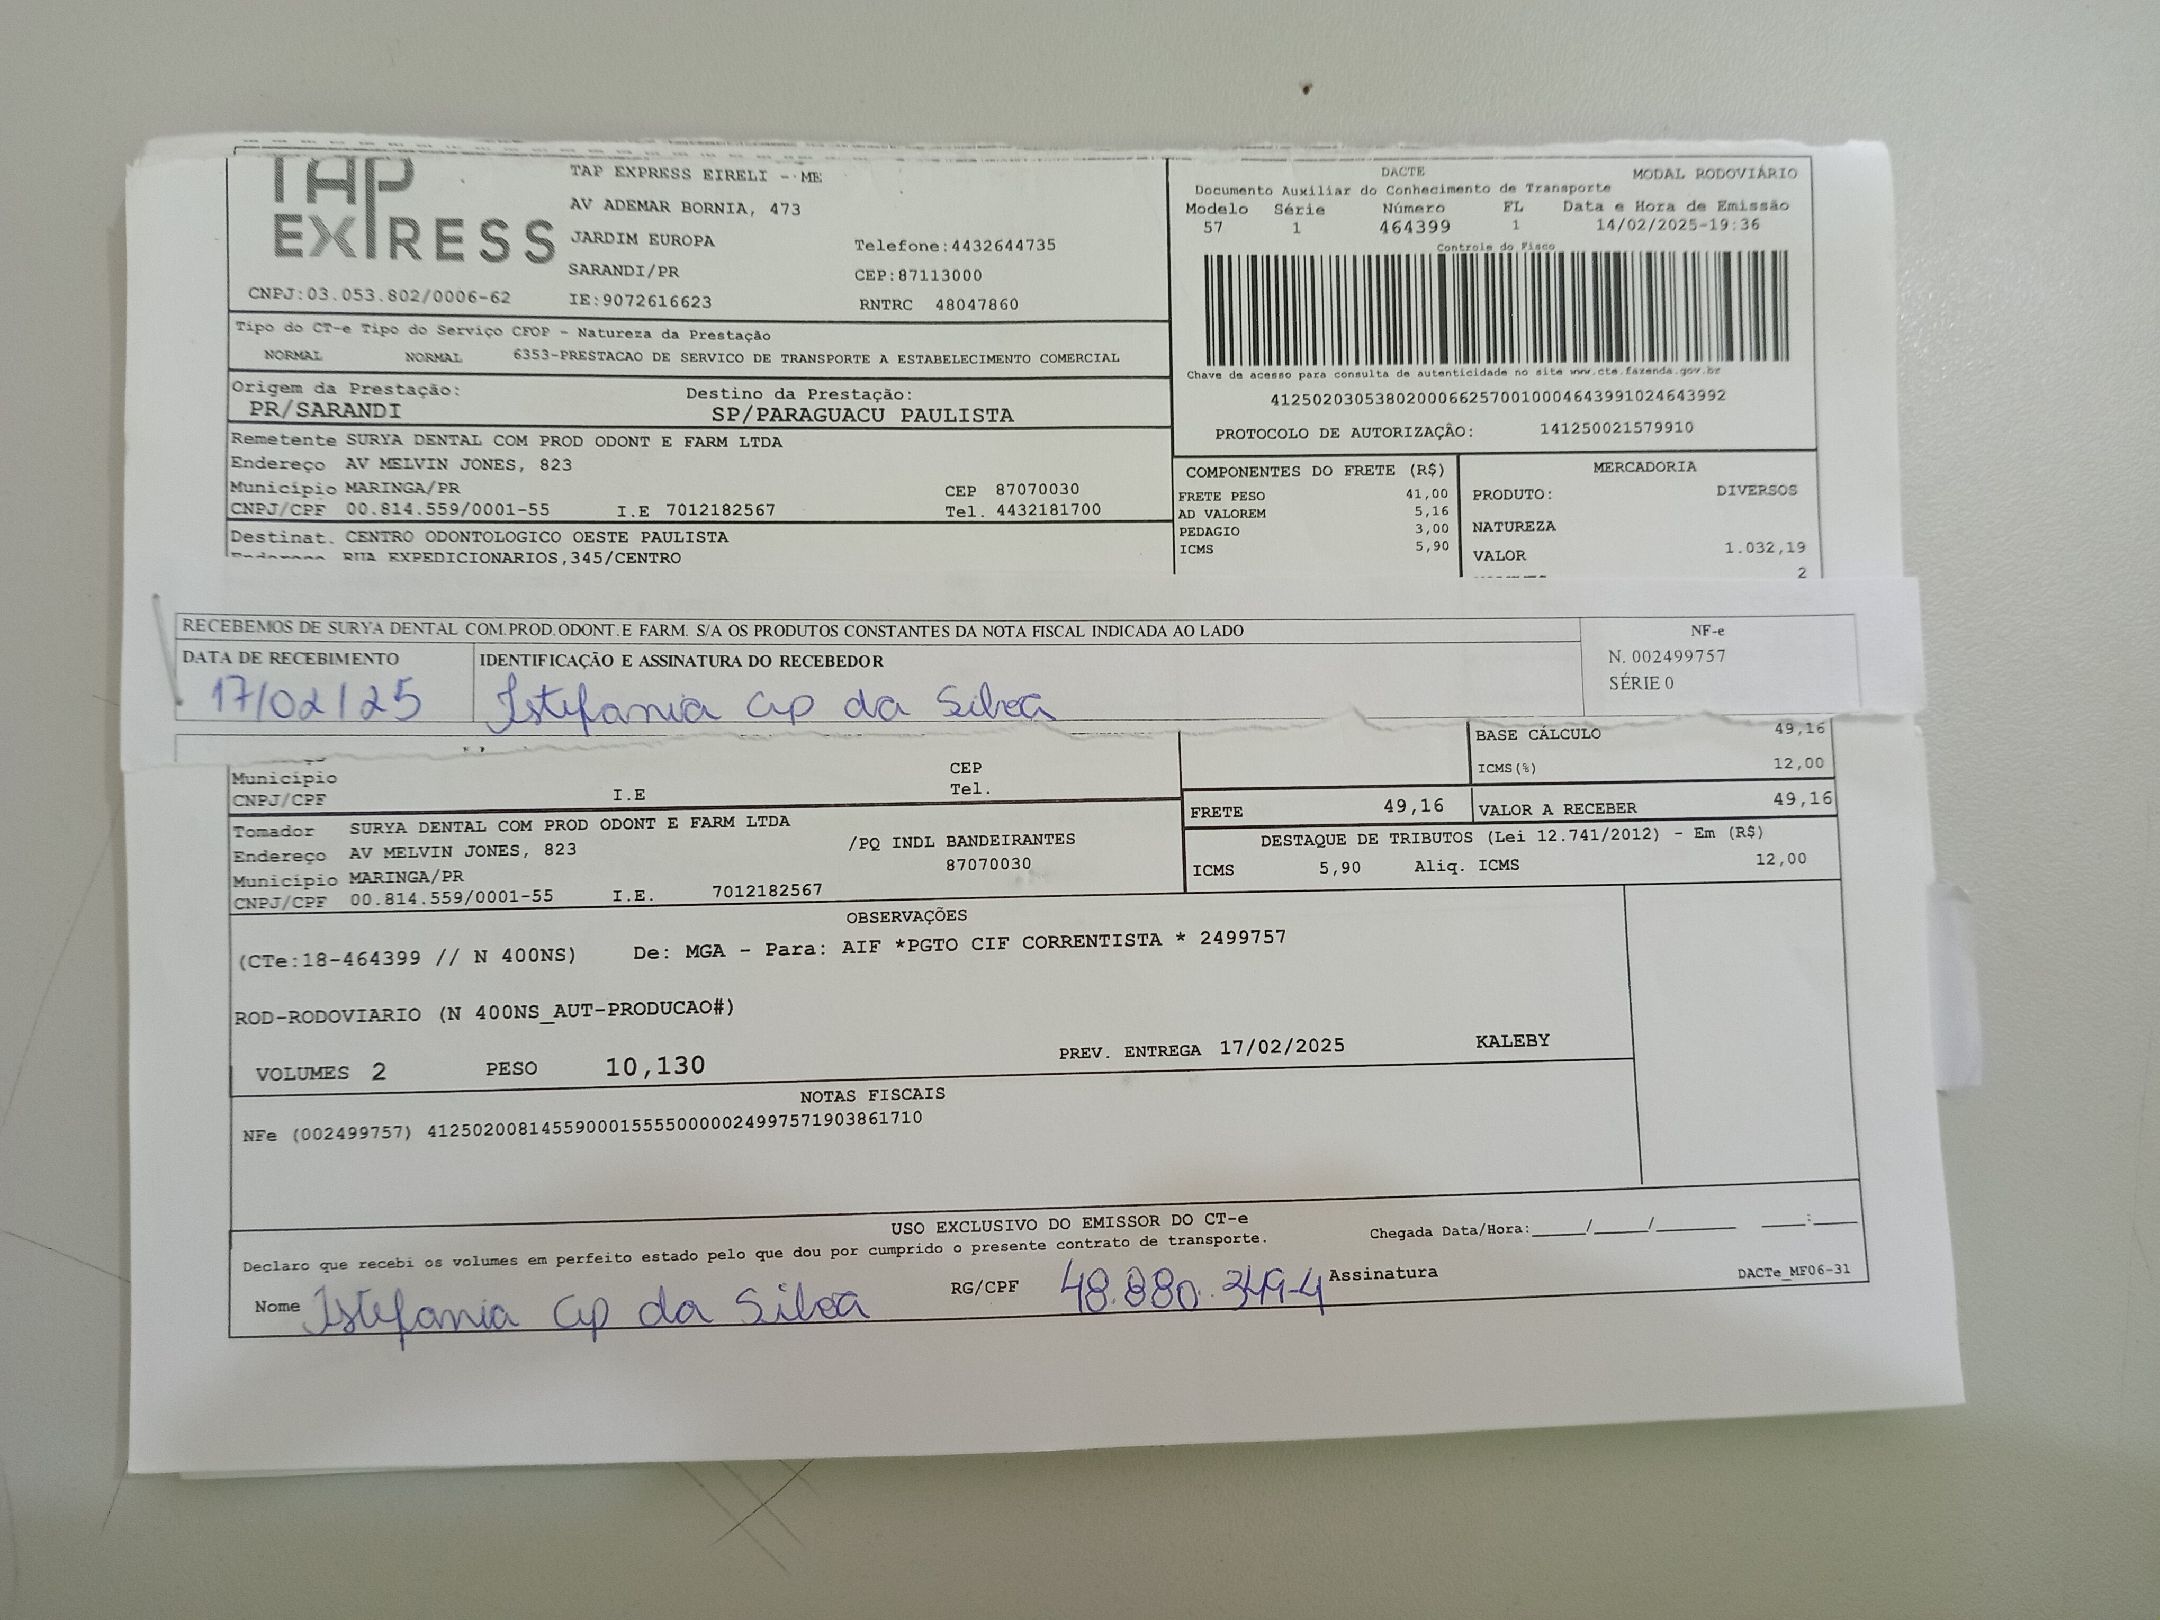 TAP EXPRESS
TAP EXPRESS EIRELI - ME
AV ADEMAR BORNIA, 473
JARDIM EUROPA Telefone:4432644735
SARANDI/PR CEP:87113000
CNPJ:03.053.802/0006-62 IE:9072616623 RNTRC 48047860
DACTE MODAL RODOVIÁRIO
Documento Auxiliar do Conhecimento de Transporte
Modelo Série Número FL Data e Hora de Emissão
57 1 464399 1 14/02/2025-19:36
Controle do Fisco
Chave de acesso para consulta de autenticidade no site www.cte.fazenda.gov.br
41250203053802000662570010004643991024643992
PROTOCOLO DE AUTORIZAÇÃO: 141250021579910
Tipo do CT-e Tipo do Serviço CFOP - Natureza da Prestação
NORMAL NORMAL 6353-PRESTACAO DE SERVICO DE TRANSPORTE A ESTABELECIMENTO COMERCIAL
Origem da Prestação: Destino da Prestação:
PR/SARANDI SP/PARAGUACU PAULISTA
Remetente SURYA DENTAL COM PROD ODONT E FARM LTDA
Endereço AV MELVIN JONES, 823
Município MARINGA/PR CEP 87070030
CNPJ/CPF 00.814.559/0001-55 I.E 7012182567 Tel. 4432181700
Destinat. CENTRO ODONTOLOGICO OESTE PAULISTA
Endereço RUA EXPEDICIONARIOS,345/CENTRO
COMPONENTES DO FRETE (R$)
FRETE PESO 41,00
AD VALOREM 5,16
PEDAGIO 3,00
ICMS 5,90
MERCADORIA
PRODUTO: DIVERSOS
NATUREZA
VALOR 1.032,19
2
RECEBEMOS DE SURYA DENTAL COM.PROD.ODONT.E FARM. S/A OS PRODUTOS CONSTANTES DA NOTA FISCAL INDICADA AO LADO
DATA DE RECEBIMENTO IDENTIFICAÇÃO E ASSINATURA DO RECEBEDOR
17/02/25 Istefania Ap da Silva
NF-e
N. 002499757
SÉRIE 0
BASE CÁLCULO 49,16
ICMS(%) 12,00
Município CEP
CNPJ/CPF I.E Tel.
FRETE 49,16 VALOR A RECEBER 49,16
Tomador SURYA DENTAL COM PROD ODONT E FARM LTDA
Endereço AV MELVIN JONES, 823 /PQ INDL BANDEIRANTES
Município MARINGA/PR 87070030
CNPJ/CPF 00.814.559/0001-55 I.E. 7012182567
DESTAQUE DE TRIBUTOS (Lei 12.741/2012) - Em (R$)
ICMS 5,90 Aliq. ICMS 12,00
OBSERVAÇÕES
(CTe:18-464399 // N 400NS) De: MGA - Para: AIF *PGTO CIF CORRENTISTA * 2499757
ROD-RODOVIARIO (N 400NS_AUT-PRODUCAO#)
VOLUMES 2 PESO 10,130 PREV. ENTREGA 17/02/2025 KALEBY
NOTAS FISCAIS
NFe (002499757) 41250200814559000155550000024997571903861710
USO EXCLUSIVO DO EMISSOR DO CT-e
Declaro que recebi os volumes em perfeito estado pelo que dou por cumprido o presente contrato de transporte. Chegada Data/Hora:_____/_____/_______ ____:____
Nome Istefania Ap da Silva RG/CPF 48.880.349-4 Assinatura DACTe_MF06-31